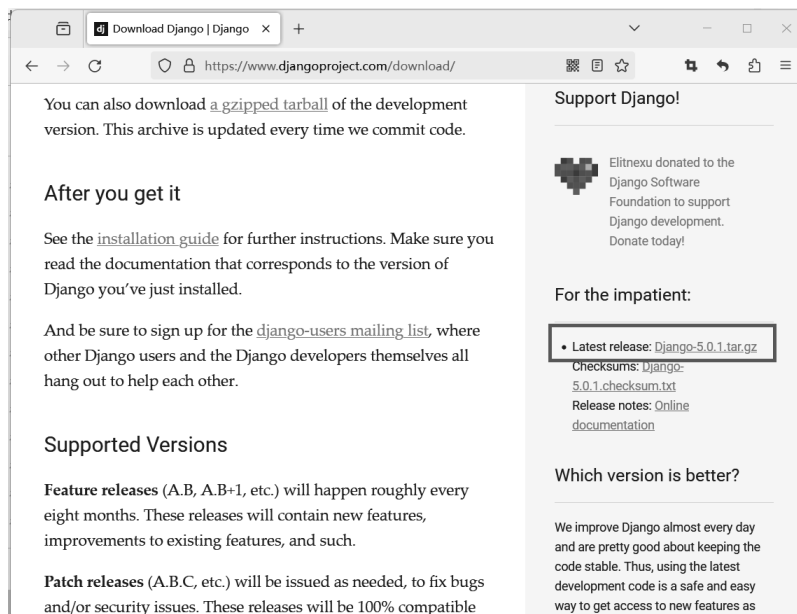 Download Django | Django
https://www.djangoproject.com/download/
You can also download a gzipped tarball of the development
version. This archive is updated every time we commit code.
After you get it
See the installation guide for further instructions. Make sure you
read the documentation that corresponds to the version of
Django you've just installed.
And be sure to sign up for the django-users mailing list, where
other Django users and the Django developers themselves all
hang out to help each other.
Supported Versions
Feature releases (A.B, A.B+1, etc.) will happen roughly every
eight months. These releases will contain new features,
improvements to existing features, and such.
Patch releases (A.B.C, etc.) will be issued as needed, to fix bugs
and/or security issues. These releases will be 100% compatible
Support Django!
Elitnexu donated to the
Django Software
Foundation to support
Django development.
Donate today!
For the impatient:
• Latest release: Django-5.0.1.tar.gz
Checksums: Django-
5.0.1.checksum.txt
Release notes: Online
documentation
Which version is better?
We improve Django almost every day
and are pretty good about keeping the
code stable. Thus, using the latest
development code is a safe and easy
way to get access to new features as